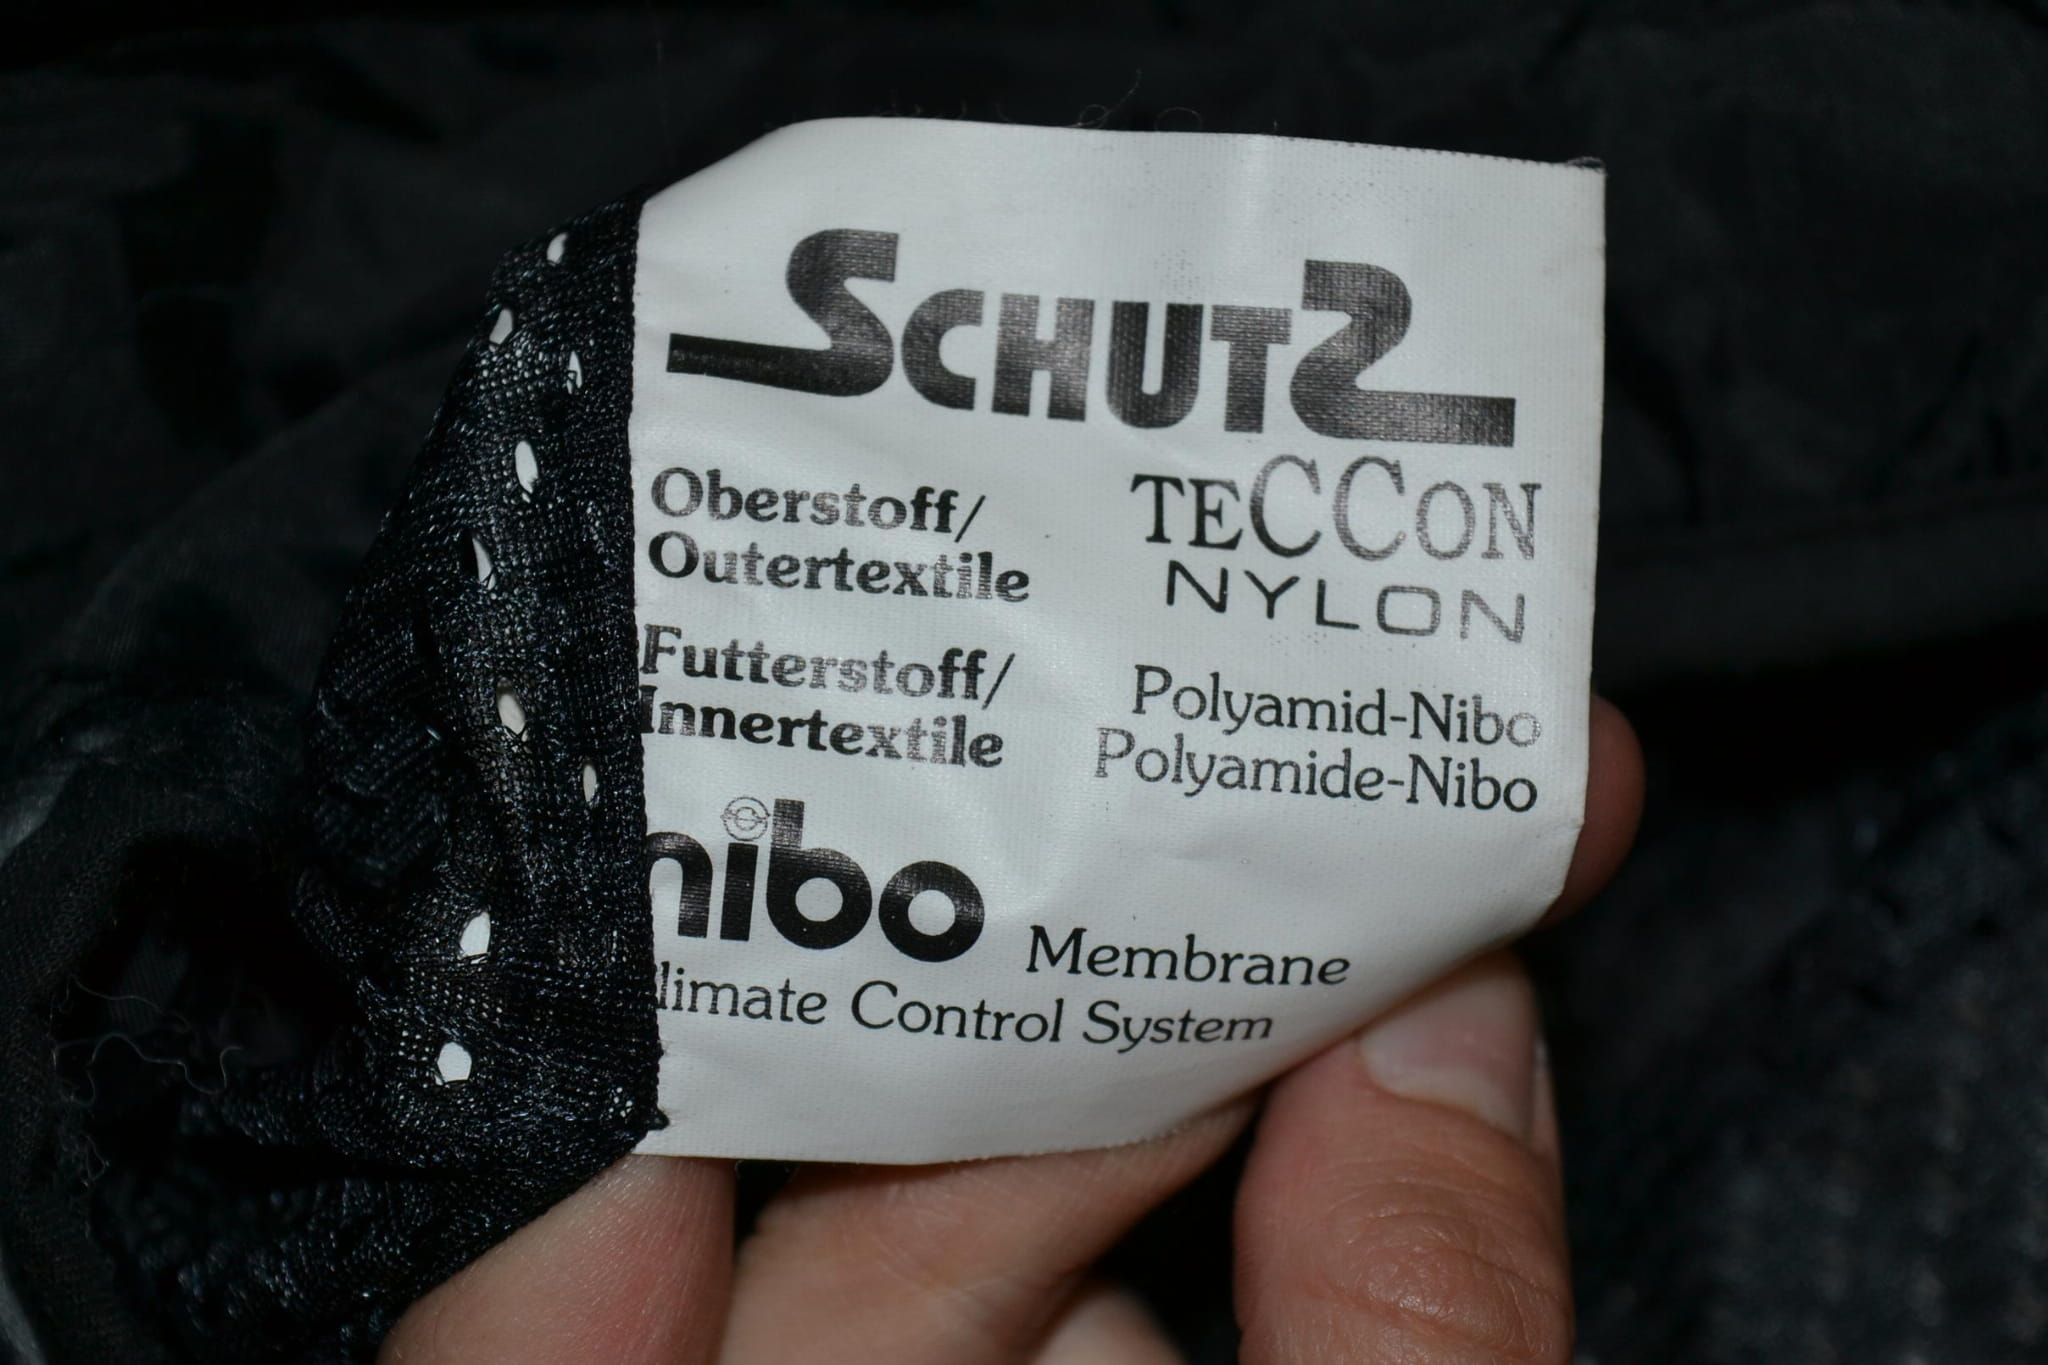 SCHUTZ
Oberstoff/
Outertextile
TECCON
NYLON
Futterstoff/
Innertextile
Polyamid-Nibo
Polyamide-Nibo
nibo Membrane
limate Control System